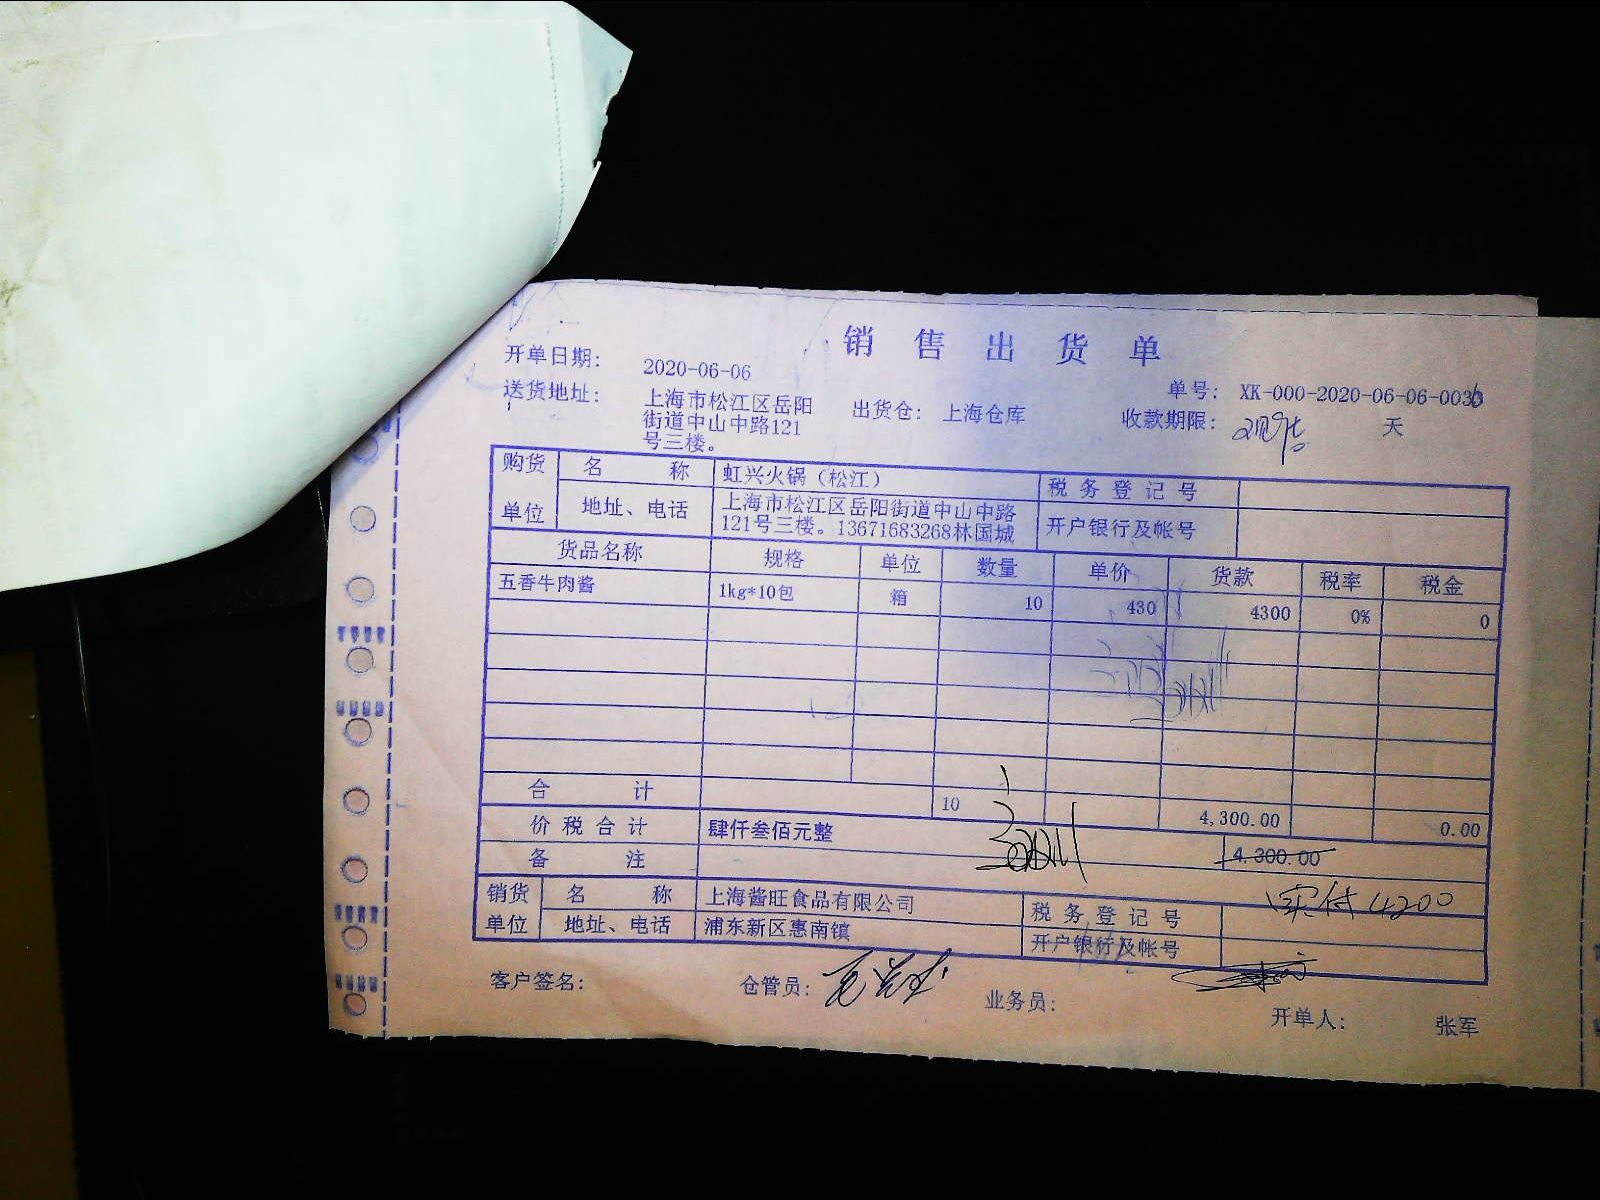 销售出货单
开单日期： 2020-06-06
单号： XK-000-2020-06-06-003
送货地址： 上海市松江区岳阳街道中山中路121号三楼。
出货仓： 上海仓库
收款期限： 现结 天
购货单位 名称 虹兴火锅（松江） 税务登记号
地址、电话 上海市松江区岳阳街道中山中路
121号三楼。13671683268林国城 开户银行及帐号
货品名称 规格 单位 数量 单价 货款 税率 税金
五香牛肉酱 1kg*10包 箱 10 430 4300 0% 0
合计 10 4,300.00 0.00
价税合计 肆仟叁佰元整 4,300.00
备注
实付 4200
销货单位 名称 上海酱旺食品有限公司 税务登记号
地址、电话 浦东新区惠南镇 开户银行及帐号
客户签名： 仓管员： 业务员： 开单人： 张军